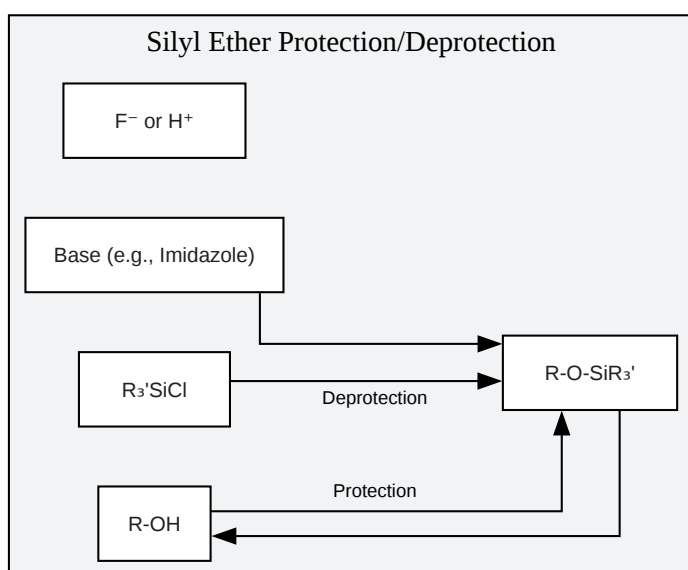 Silyl Ether Protection/Deprotection
F⁻ or H⁺
Base (e.g., Imidazole)
R₃'SiCl
Deprotection
R-O-SiR₃'
Protection
R-OH